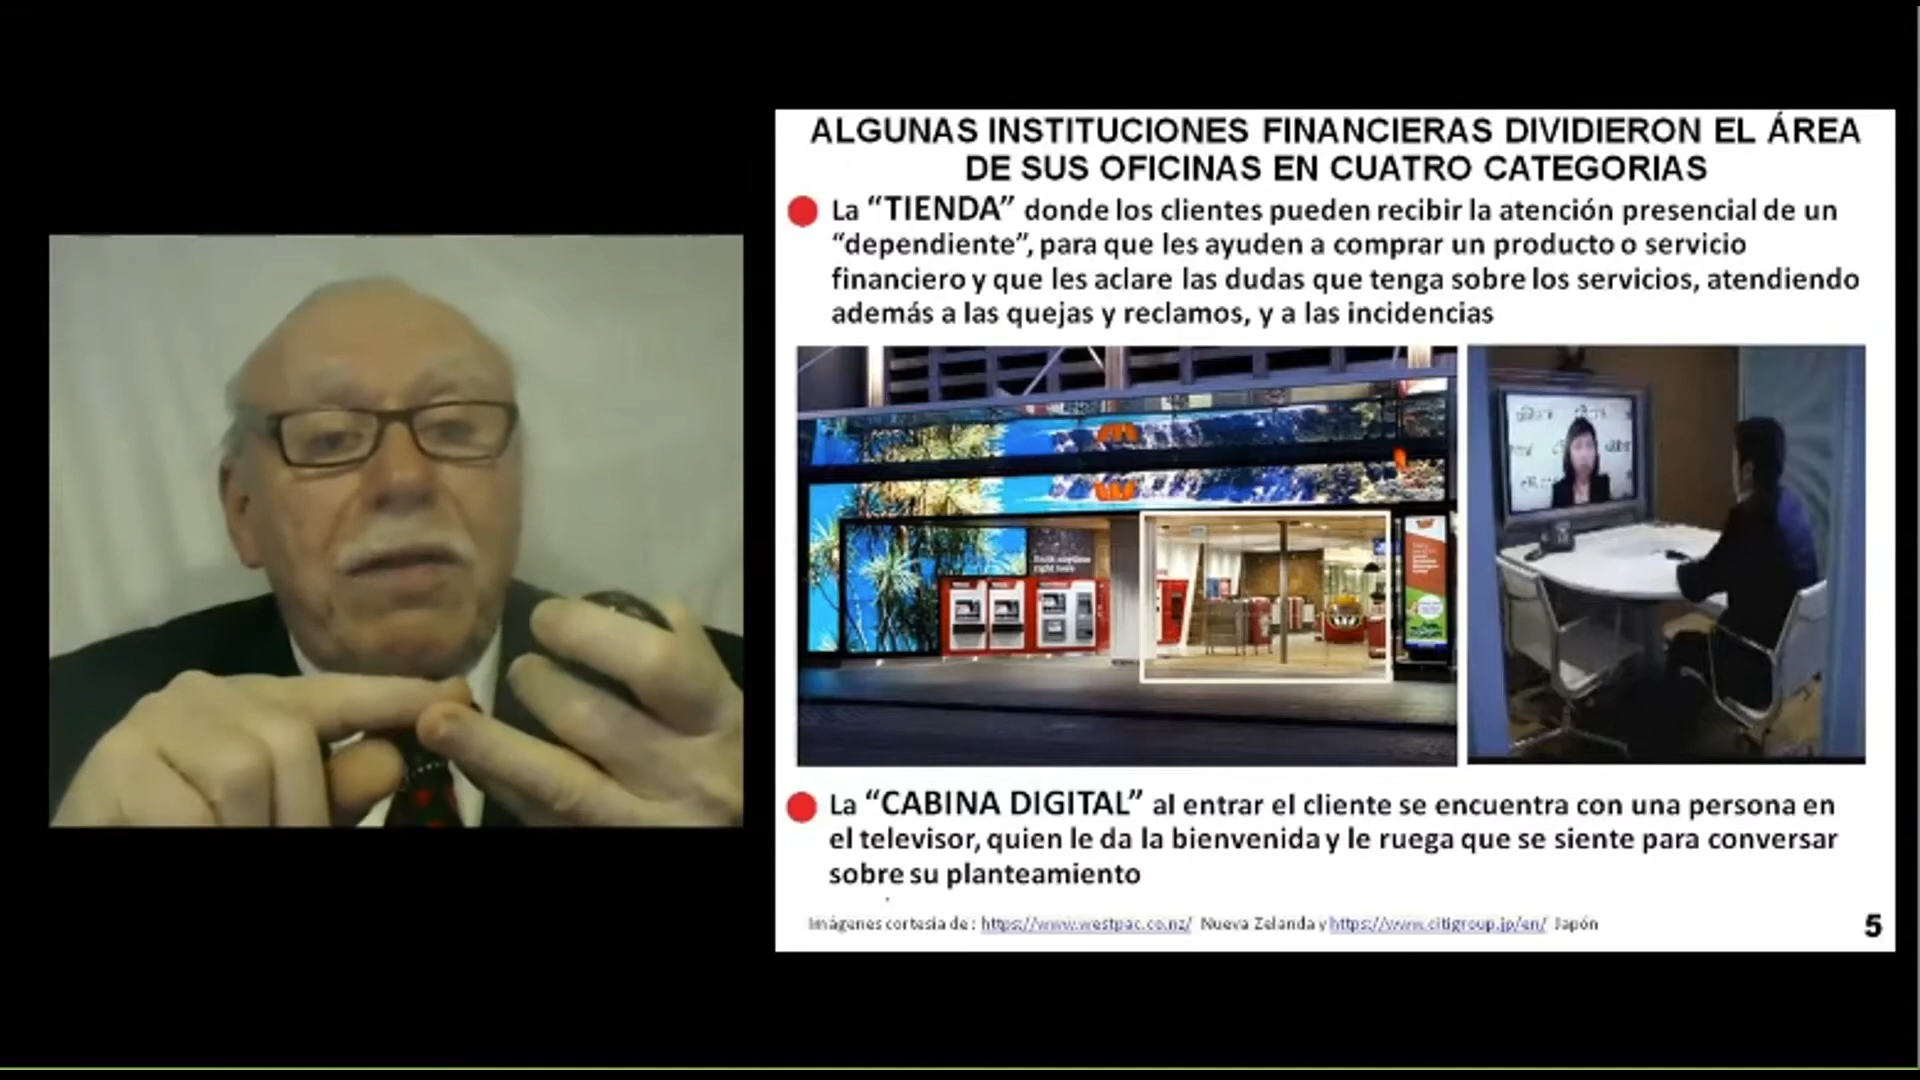 ALGUNAS INSTITUCIONES FINANCIERAS DIVIDIERON EL ÁREA
DE SUS OFICINAS EN CUATRO CATEGORIAS
La “TIENDA” donde los clientes pueden recibir la atención presencial de un
“dependiente”, para que les ayuden a comprar un producto o servicio
financiero y que les aclare las dudas que tenga sobre los servicios, atendiendo
además a las quejas y reclamos, y a las incidencias
La “CABINA DIGITAL” al entrar el cliente se encuentra con una persona en
el televisor, quien le da la bienvenida y le ruega que se siente para conversar
sobre su planteamiento
Imágenes cortesia de: https://www.westpac.co.nz/ Nueva Zelanda y https://www.citigroup.jp/en/ Japón
5